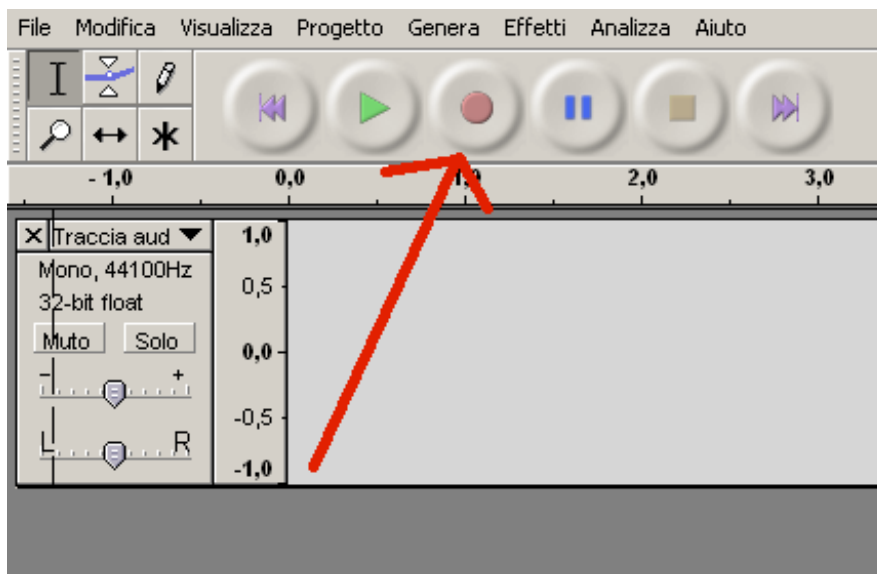 File Modifica Visualizza Progetto Genera Effetti Analizza Aiuto
- 1,0 0,0 1,0 2,0 3,0
Traccia aud
Mono, 44100Hz
32-bit float
Muto Solo
- +
L R
1,0
0,5
0,0
-0,5
-1,0